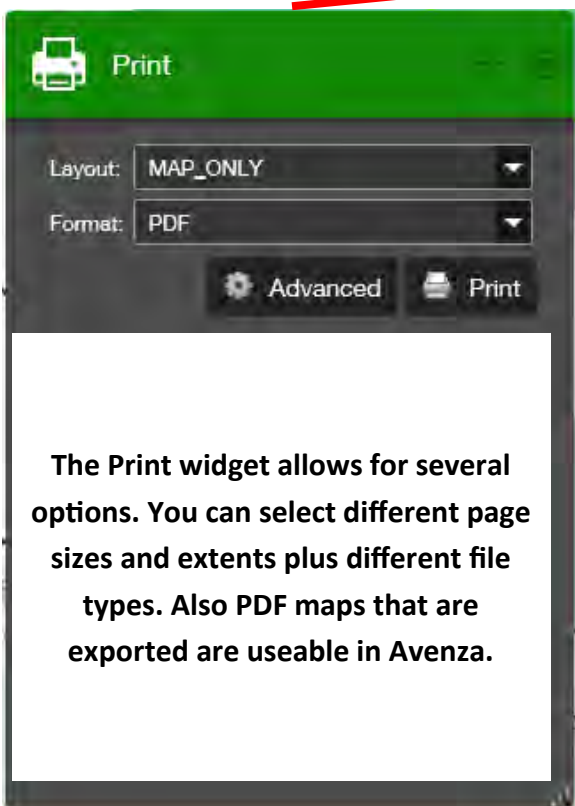 Print
Layout: MAP_ONLY
Format: PDF
Advanced Print
The Print widget allows for several
options. You can select different page
sizes and extents plus different file
types. Also PDF maps that are
exported are useable in Avenza.